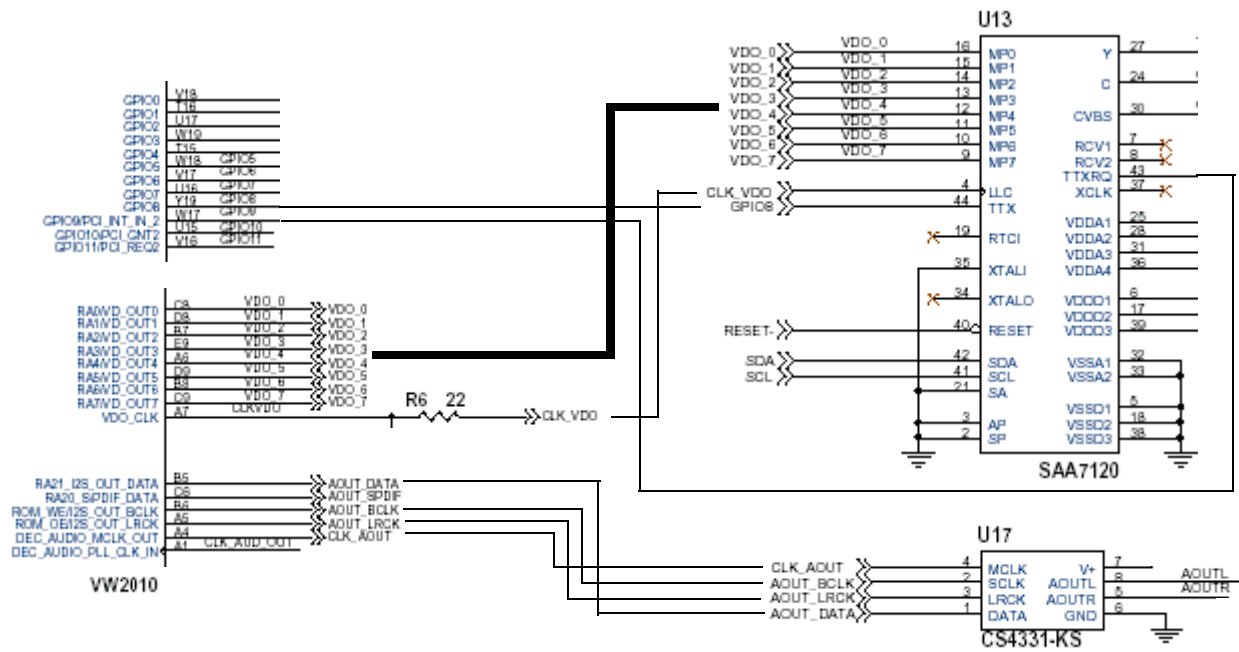 U13
VDO_0 VDO_0 16 MP0 Y 27
VDO_1 VDO_1 15 MP1
VDO_2 VDO_2 14 MP2 C 24
VDO_3 VDO_3 13 MP3
VDO_4 VDO_4 12 MP4 CVBS 30
VDO_5 VDO_5 11 MP5
VDO_6 VDO_6 10 MP6 RCV1 7
VDO_7 VDO_7 9 MP7 RCV2 8
TTXRQ 43
CLK_VDO 4 LLC XCLK 37
GPIO8 44 TTX
VDDA1 25
19 RTCI VDDA2 28
VDDA3 31
35 XTALI VDDA4 36
34 XTALO VDDD1 6
VDDD2 17
RESET- 40 RESET VDDD3 39
SDA 42 SDA VSSA1 32
SCL 41 SCL VSSA2 33
21 SA
VSSD1 5
3 AP VSSD2 18
2 SP VSSD3 38
SAA7120
GPIO0 V18
GPIO1 T16
GPIO2 U17
GPIO3 W19
GPIO4 T15
GPIO5 W18 GPIO5
GPIO6 V17 GPIO6
GPIO7 U16 GPIO7
GPIO8 Y19 GPIO8
GPIO9/PCI_INT_IN_2 W17 GPIO9
GPIO10/PCI_GNT2 U15 GPIO10
GPIO11/PCI_REQ2 V16 GPIO11
RA0/VD_OUT0 C8 VDO_0 VDO_0
RA1/VD_OUT1 D8 VDO_1 VDO_1
RA2/VD_OUT2 B7 VDO_2 VDO_2
RA3/VD_OUT3 E9 VDO_3 VDO_3
RA4/VD_OUT4 A6 VDO_4 VDO_4
RA5/VD_OUT5 D9 VDO_5 VDO_5
RA6/VD_OUT6 B8 VDO_6 VDO_6
RA7/VD_OUT7 C9 VDO_7 VDO_7
VDO_CLK A7 CLKVDO R6 22 CLK_VDO
RA21_I2S_OUT_DATA B5 AOUT_DATA
RA20_S/PDIF_DATA C6 AOUT_SPDIF
ROM_WE/I2S_OUT_BCLK B6 AOUT_BCLK
ROM_OE/I2S_OUT_LRCK A5 AOUT_LRCK
DEC_AUDIO_MCLK_OUT A4 CLK_AOUT
DEC_AUDIO_PLL_CLK_IN A1 CLK_AUD_OUT
VW2010
U17
CLK_AOUT 4 MCLK V+ 7
AOUT_BCLK 2 SCLK AOUTL 8 AOUTL
AOUT_LRCK 3 LRCK AOUTR 5 AOUTR
AOUT_DATA 1 DATA GND 6
CS4331-KS